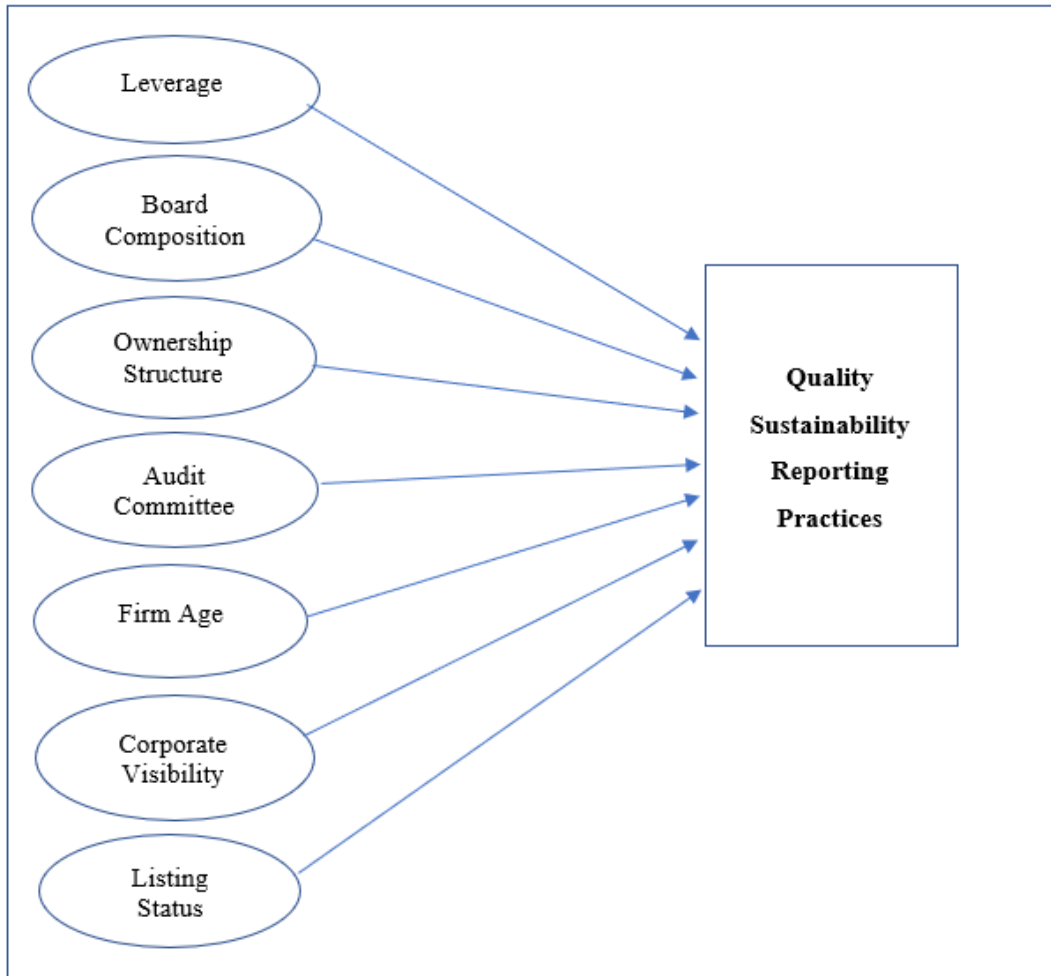 Leverage
Board
Composition
Ownership
Structure
Audit
Committee
Firm Age
Corporate
Visibility
Listing
Status
Quality
Sustainability
Reporting
Practices